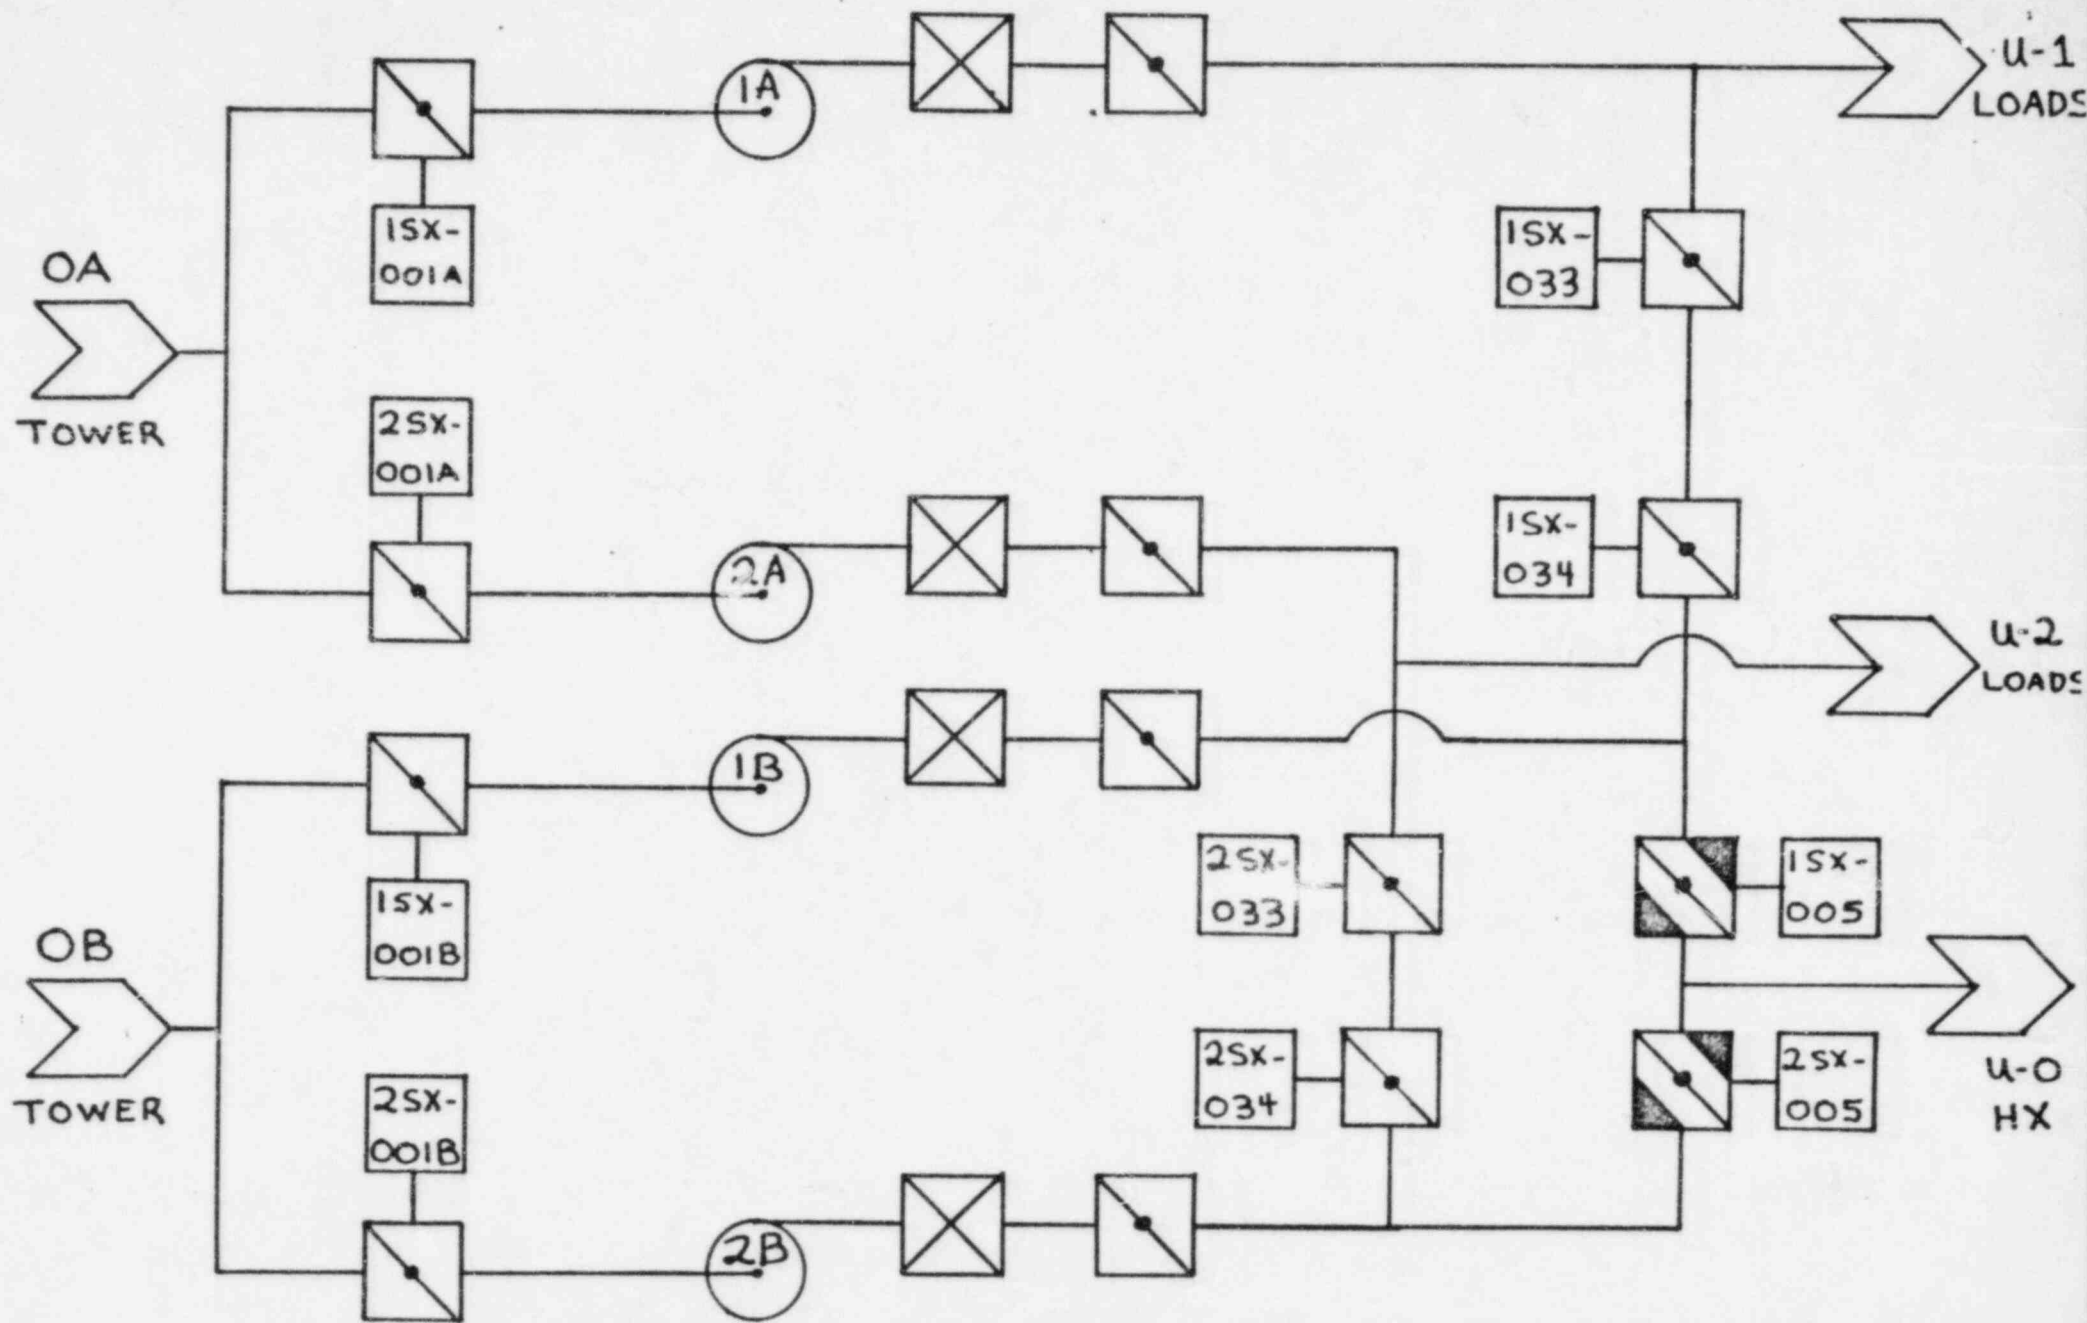 1A
U-1
LOADS
1SX-
001A
1SX-
033
OA
TOWER
2SX-
001A
1SX-
034
2A
U-2
LOADS
1B
2SX-
033
1SX-
005
1SX-
001B
OB
TOWER
2SX-
034
2SX-
005
U-O
HX
2SX-
001B
2B